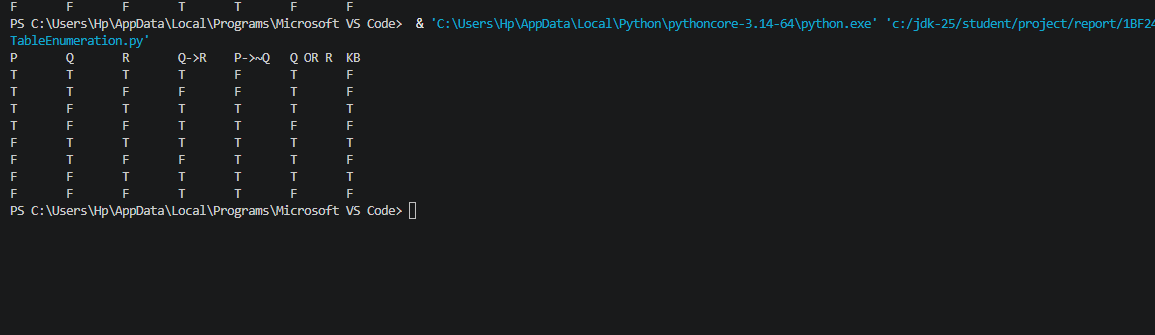 F F F T T F F
PS C:\Users\Hp\AppData\Local\Programs\Microsoft VS Code> & 'C:\Users\Hp\AppData\Local\Python\pythoncore-3.14-64\python.exe' 'c:/jdk-25/student/project/report/1BF24
TableEnumeration.py'
P Q R Q->R P->~Q Q OR R KB
T T T T F T F
T T F F F T F
T F T T T T T
T F F T T F F
F T T T T T T
F T F F T T F
F F T T T T T
F F F T T F F
PS C:\Users\Hp\AppData\Local\Programs\Microsoft VS Code>